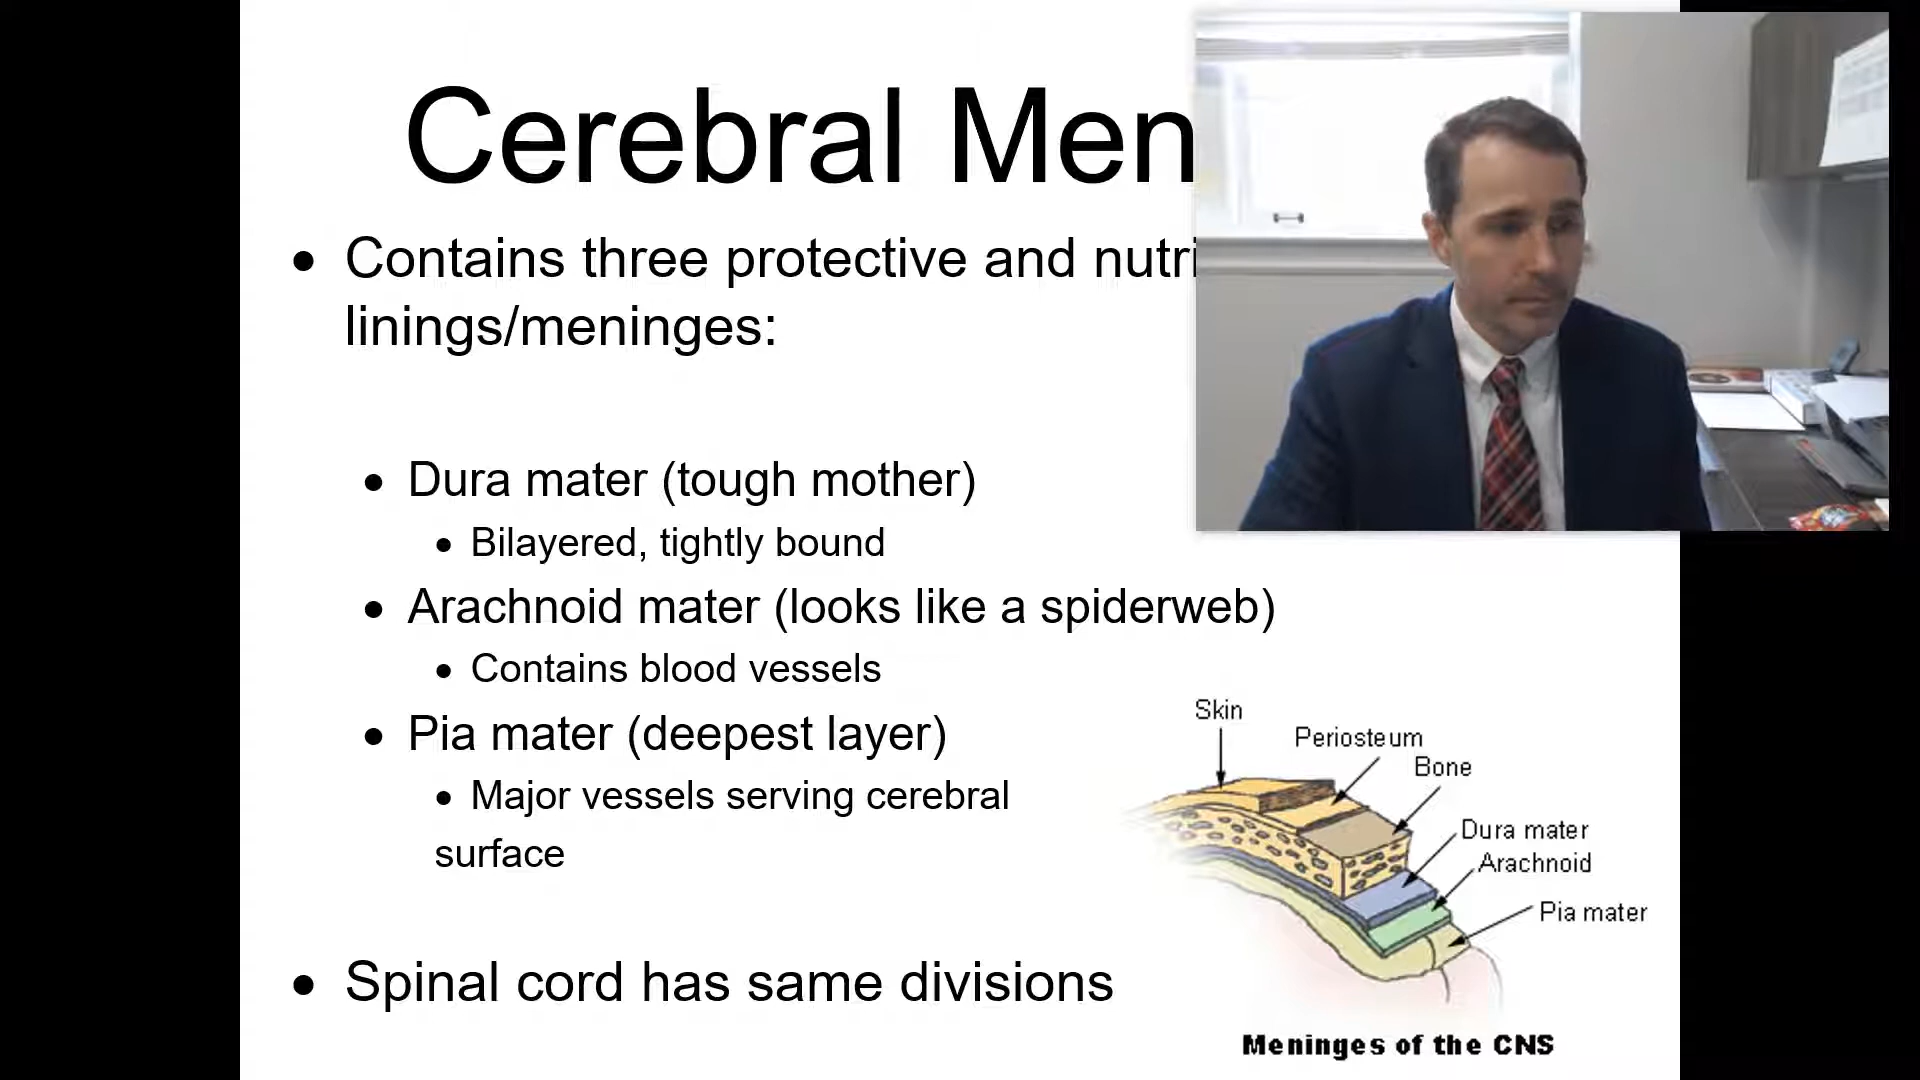 Cerebral Men
• Contains three protective and nutri
linings/meninges:
• Dura mater (tough mother)
• Bilayered, tightly bound
• Arachnoid mater (looks like a spiderweb)
• Contains blood vessels
• Pia mater (deepest layer)
• Major vessels serving cerebral
surface
• Spinal cord has same divisions
Skin
Periosteum
Bone
Dura mater
Arachnoid
Pia mater
Meninges of the CNS